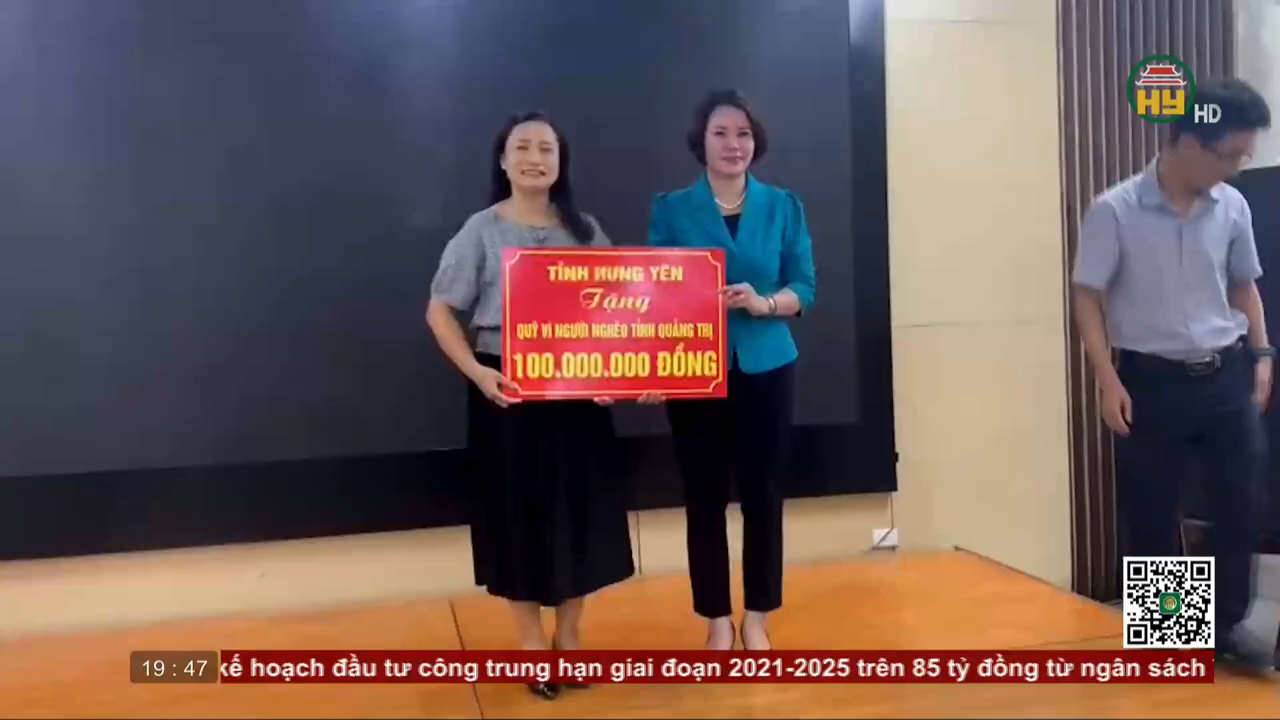 HY HD
TỈNH HƯNG YÊN
Tặng
QUỸ VÌ NGƯỜI NGHÈO TỈNH QUẢNG TRỊ
100.000.000 ĐỒNG
19 : 47
kế hoạch đầu tư công trung hạn giai đoạn 2021-2025 trên 85 tỷ đồng từ ngân sách